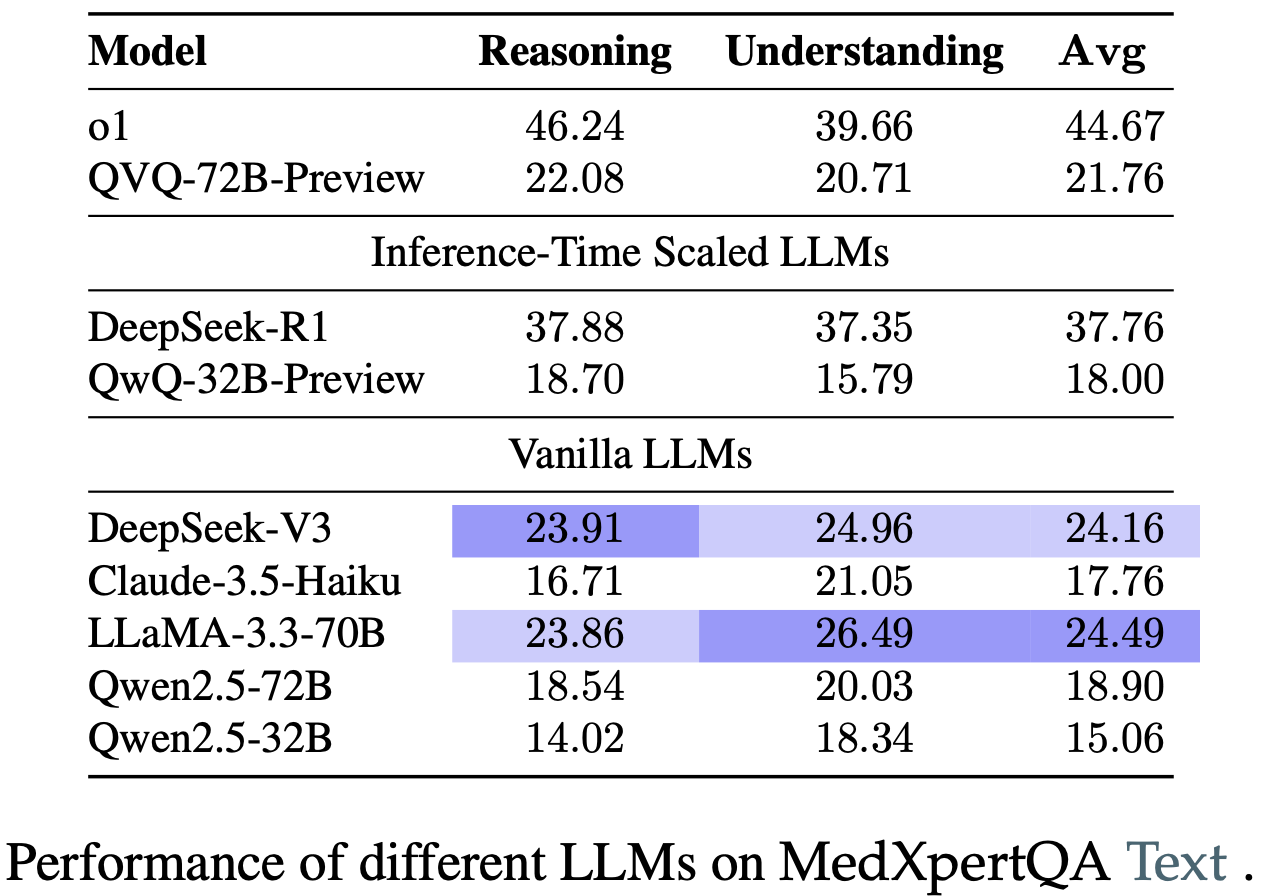 Model Reasoning Understanding Avg
o1 46.24 39.66 44.67
QVQ-72B-Preview 22.08 20.71 21.76
Inference-Time Scaled LLMs
DeepSeek-R1 37.88 37.35 37.76
QwQ-32B-Preview 18.70 15.79 18.00
Vanilla LLMs
DeepSeek-V3 23.91 24.96 24.16
Claude-3.5-Haiku 16.71 21.05 17.76
LLaMA-3.3-70B 23.86 26.49 24.49
Qwen2.5-72B 18.54 20.03 18.90
Qwen2.5-32B 14.02 18.34 15.06
Performance of different LLMs on MedXpertQA Text .